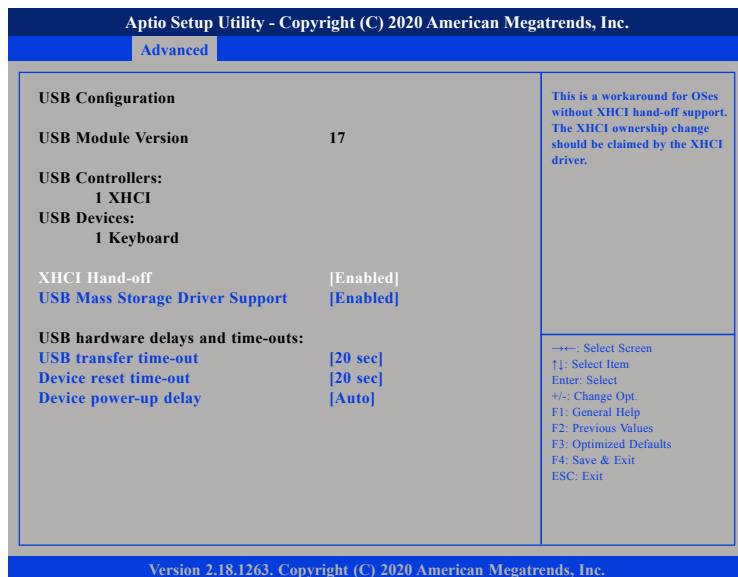 Aptio Setup Utility - Copyright (C) 2020 American Megatrends, Inc.
Advanced
USB Configuration
USB Module Version 17
USB Controllers:
1 XHCI
USB Devices:
1 Keyboard
XHCI Hand-off [Enabled]
USB Mass Storage Driver Support [Enabled]
USB hardware delays and time-outs:
USB transfer time-out [20 sec]
Device reset time-out [20 sec]
Device power-up delay [Auto]
This is a workaround for OSes
without XHCI hand-off support.
The XHCI ownership change
should be claimed by the XHCI
driver.
→←: Select Screen
↑↓: Select Item
Enter: Select
+/-: Change Opt.
F1: General Help
F2: Previous Values
F3: Optimized Defaults
F4: Save & Exit
ESC: Exit
Version 2.18.1263. Copyright (C) 2020 American Megatrends, Inc.